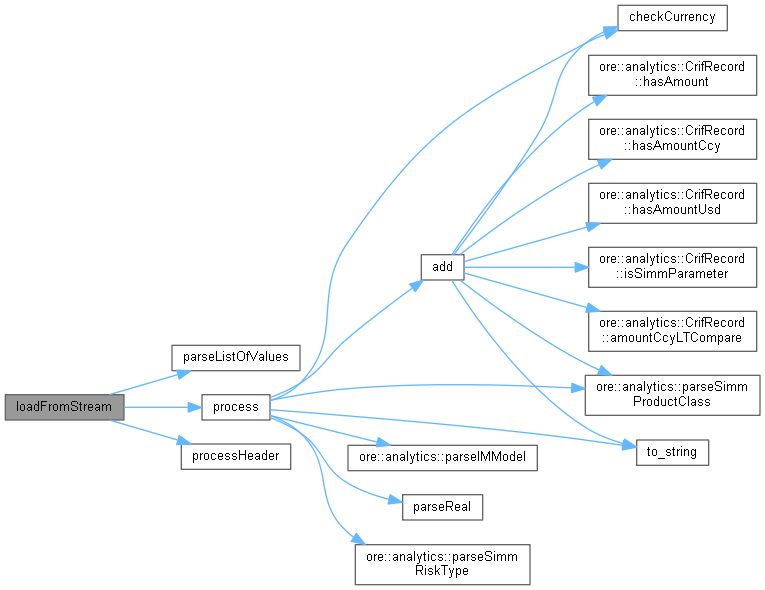 checkCurrency
ore::analytics::CrifRecord
::hasAmount
ore::analytics::CrifRecord
::hasAmountCcy
ore::analytics::CrifRecord
::hasAmountUsd
add
ore::analytics::CrifRecord
::isSimmParameter
ore::analytics::CrifRecord
::amountCcyLTCompare
parseListOfValues
ore::analytics::parseSimm
ProductClass
loadFromStream
process
processHeader
ore::analytics::parseIMModel
to_string
parseReal
ore::analytics::parseSimm
RiskType